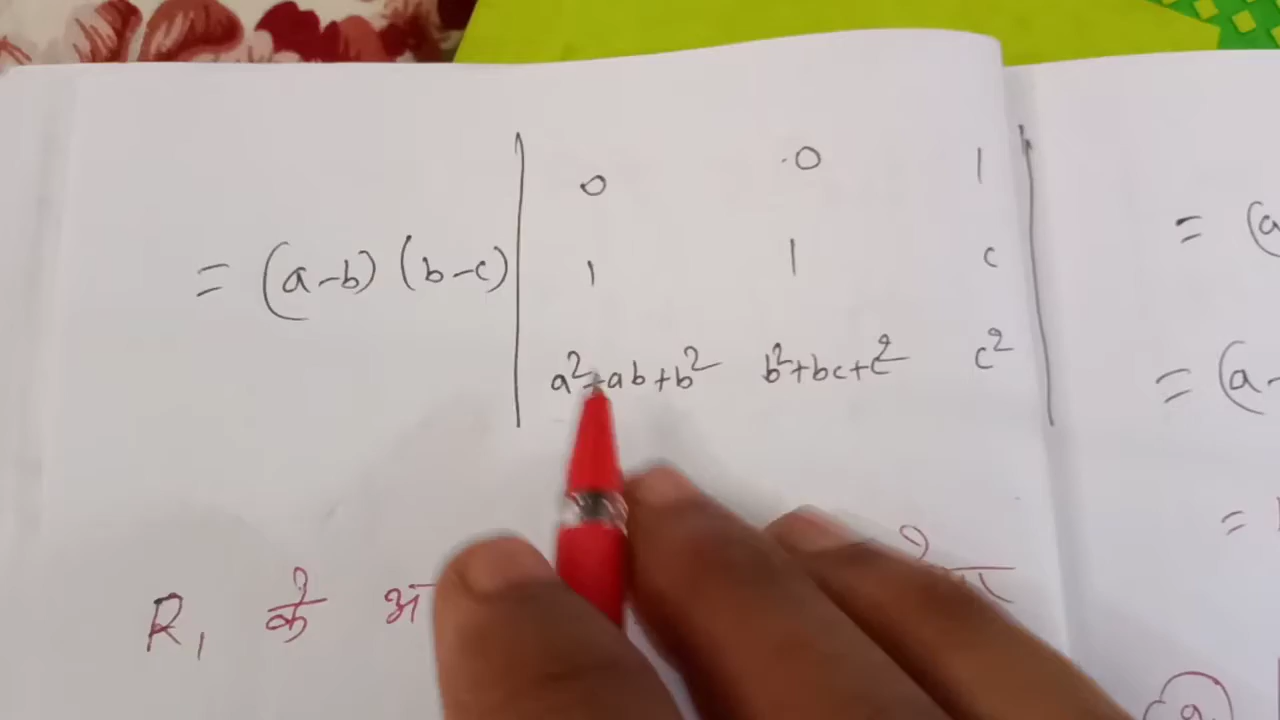 0 0 1
= (a-b) (b-c) 1 1 c
a²+ab+b² b²+bc+c² c²
R₁ के
= (a
= (a-
=